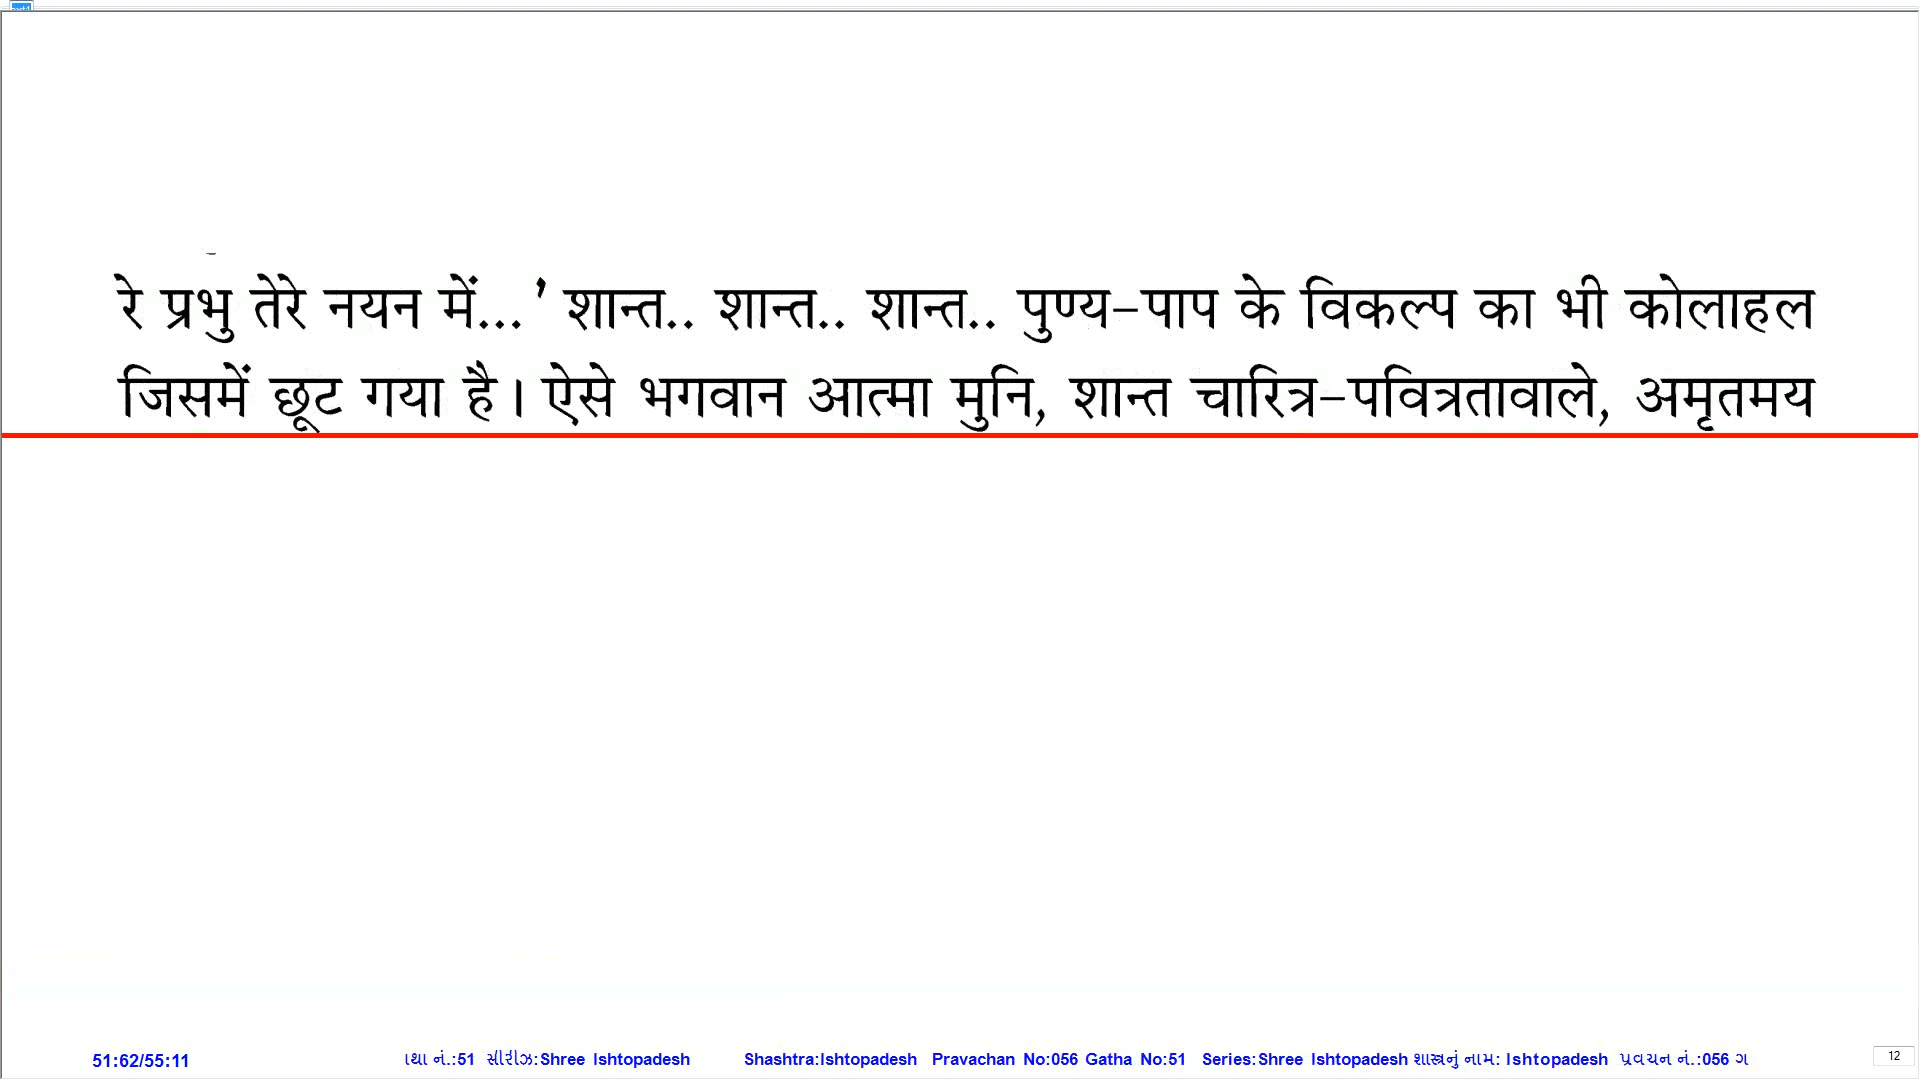 रे प्रभु तेरे नयन में...’ शान्त.. शान्त.. शान्त.. पुण्य-पाप के विकल्प का भी कोलाहल
जिसमें छूट गया है। ऐसे भगवान आत्मा मुनि, शान्त चारित्र-पवित्रतावाले, अमृतमय
51:62/55:11 ાથા નં.:51 સીરીઝ:Shree Ishtopadesh Shashtra:Ishtopadesh Pravachan No:056 Gatha No:51 Series:Shree Ishtopadesh શાસ્ત્રનું નામ: Ishtopadesh પ્રવચન નં.:056 ગ 12